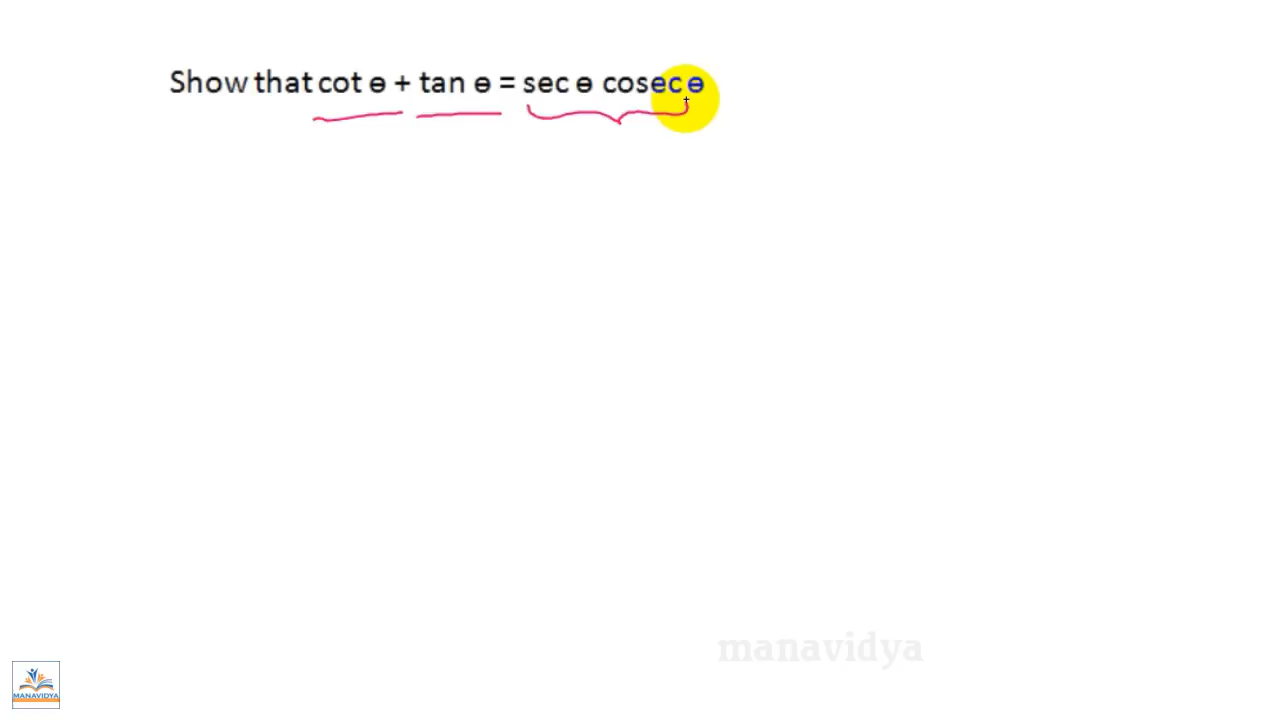 Show that cot ɵ + tan ɵ = sec ɵ cosec ɵ
manavidya
MANAVIDYA